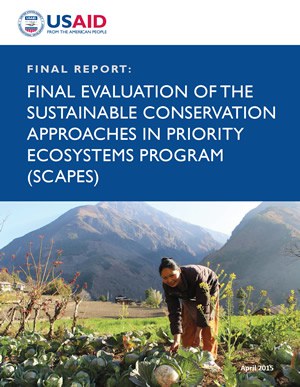 USAID
FROM THE AMERICAN PEOPLE
FINAL REPORT:
FINAL EVALUATION OF THE
SUSTAINABLE CONSERVATION
APPROACHES IN PRIORITY
ECOSYSTEMS PROGRAM
(SCAPES)
April 2015